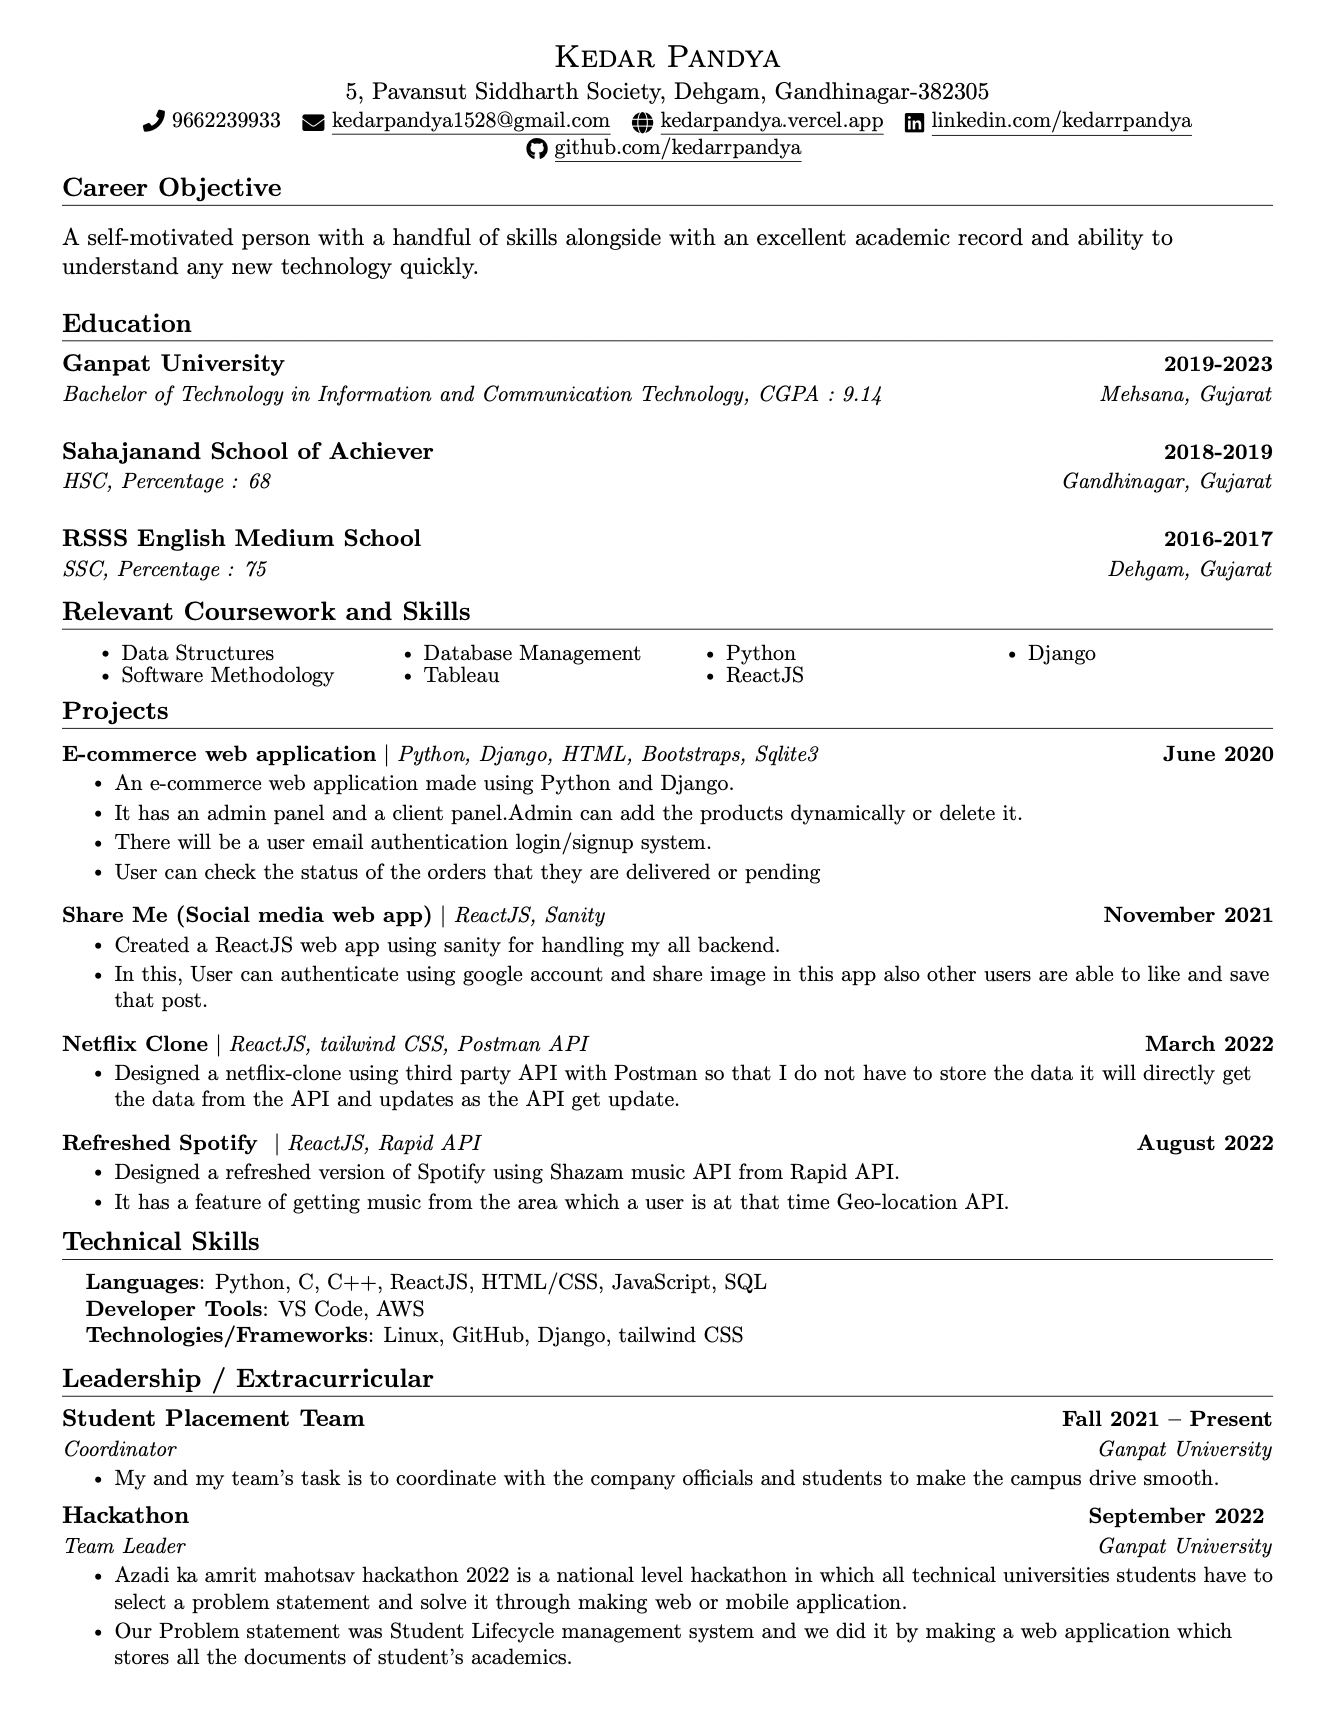 Kedar Pandya
5, Pavansut Siddharth Society, Dehgam, Gandhinagar-382305
9662239933 kedarpandya1528@gmail.com kedarpandya.vercel.app linkedin.com/kedarrpandya
github.com/kedarrpandya
Career Objective
A self-motivated person with a handful of skills alongside with an excellent academic record and ability to
understand any new technology quickly.
Education
Ganpat University 2019-2023
Bachelor of Technology in Information and Communication Technology, CGPA : 9.14 Mehsana, Gujarat
Sahajanand School of Achiever 2018-2019
HSC, Percentage : 68 Gandhinagar, Gujarat
RSSS English Medium School 2016-2017
SSC, Percentage : 75 Dehgam, Gujarat
Relevant Coursework and Skills
• Data Structures • Database Management • Python • Django
• Software Methodology • Tableau • ReactJS
Projects
E-commerce web application | Python, Django, HTML, Bootstraps, Sqlite3 June 2020
• An e-commerce web application made using Python and Django.
• It has an admin panel and a client panel.Admin can add the products dynamically or delete it.
• There will be a user email authentication login/signup system.
• User can check the status of the orders that they are delivered or pending
Share Me (Social media web app) | ReactJS, Sanity November 2021
• Created a ReactJS web app using sanity for handling my all backend.
• In this, User can authenticate using google account and share image in this app also other users are able to like and save
that post.
Netflix Clone | ReactJS, tailwind CSS, Postman API March 2022
• Designed a netflix-clone using third party API with Postman so that I do not have to store the data it will directly get
the data from the API and updates as the API get update.
Refreshed Spotify | ReactJS, Rapid API August 2022
• Designed a refreshed version of Spotify using Shazam music API from Rapid API.
• It has a feature of getting music from the area which a user is at that time Geo-location API.
Technical Skills
Languages: Python, C, C++, ReactJS, HTML/CSS, JavaScript, SQL
Developer Tools: VS Code, AWS
Technologies/Frameworks: Linux, GitHub, Django, tailwind CSS
Leadership / Extracurricular
Student Placement Team Fall 2021 – Present
Coordinator Ganpat University
• My and my team's task is to coordinate with the company officials and students to make the campus drive smooth.
Hackathon September 2022
Team Leader Ganpat University
• Azadi ka amrit mahotsav hackathon 2022 is a national level hackathon in which all technical universities students have to
select a problem statement and solve it through making web or mobile application.
• Our Problem statement was Student Lifecycle management system and we did it by making a web application which
stores all the documents of student's academics.